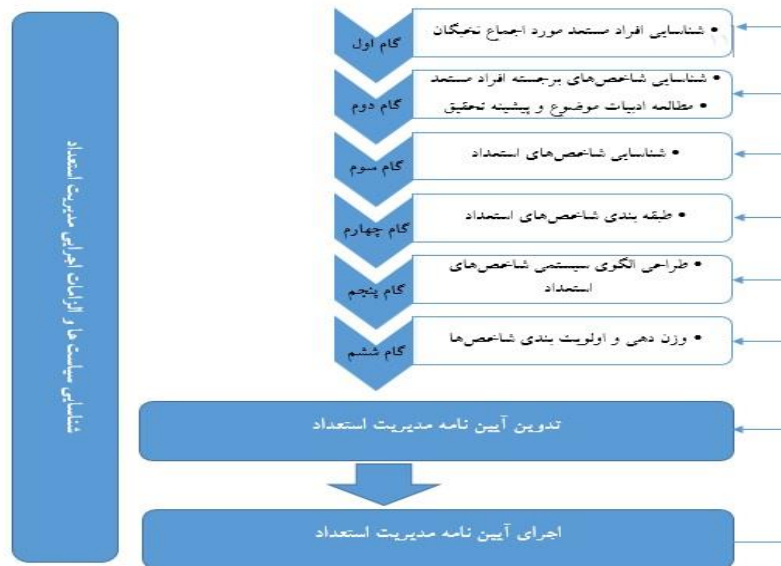 گام اول
• شناسایی افراد مستعد مورد اجماع نخبگان
گام دوم
• شناسایی شاخص‌های برجسته افراد مستعد
• مطالعه ادبیات موضوع و پیشینه تحقیق
گام سوم
• شناسایی شاخص‌های استعداد
گام چهارم
• طبقه بندی شاخص‌های استعداد
گام پنجم
• طراحی الگوی سیستمی شاخص‌های
استعداد
گام ششم
• وزن دهی و اولویت بندی شاخص‌ها
تدوین آیین نامه مدیریت استعداد
اجرای آیین نامه مدیریت استعداد
شناسایی سیاست ها و الزامات اجرایی مدیریت استعداد